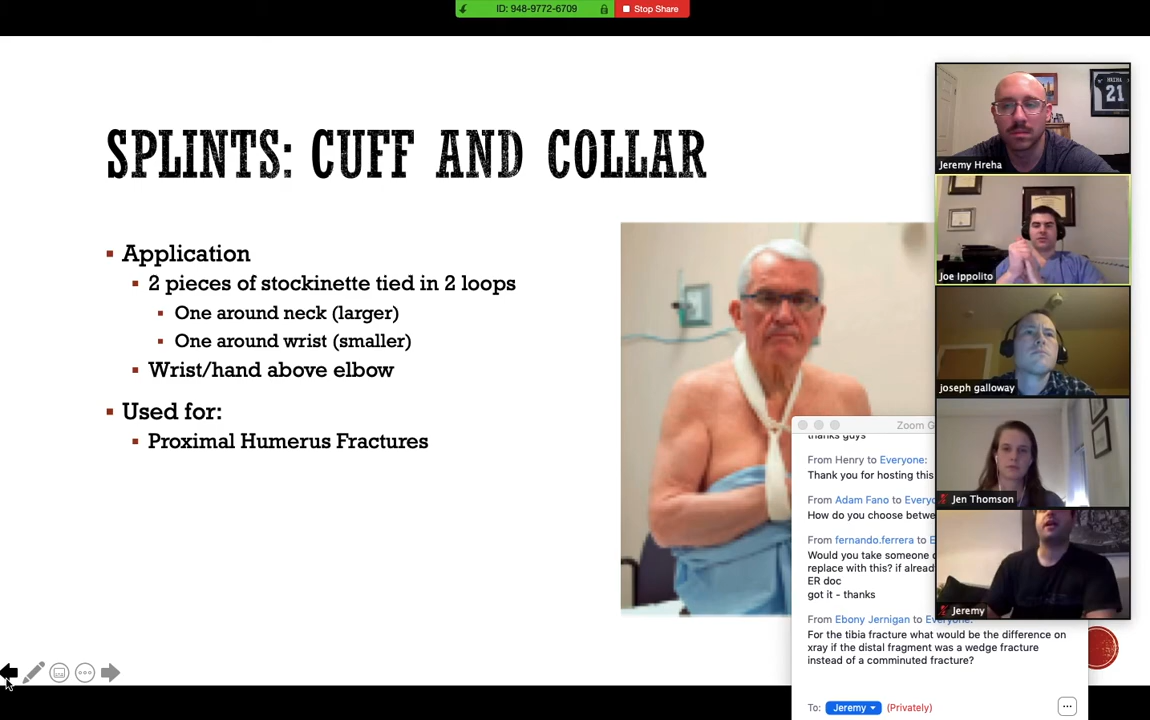 ID: 948-9772-6709
Stop Share
SPLINTS: CUFF AND COLLAR
Application
2 pieces of stockinette tied in 2 loops
One around neck (larger)
One around wrist (smaller)
Wrist/hand above elbow
Used for:
Proximal Humerus Fractures
21
Jeremy Hreha
Joe Ippolito
joseph galloway
Jen Thomson
Jeremy
Zoom G
thanks guys
From Henry to Everyone:
Thank you for hosting this
From Adam Fano to Everyo
How do you choose betwe
From fernando.ferrera to E
Would you take someone
replace with this? if alread
ER doc
got it - thanks
From Ebony Jernigan to Everyone:
For the tibia fracture what would be the difference on
xray if the distal fragment was a wedge fracture
instead of a comminuted fracture?
To: Jeremy (Privately)